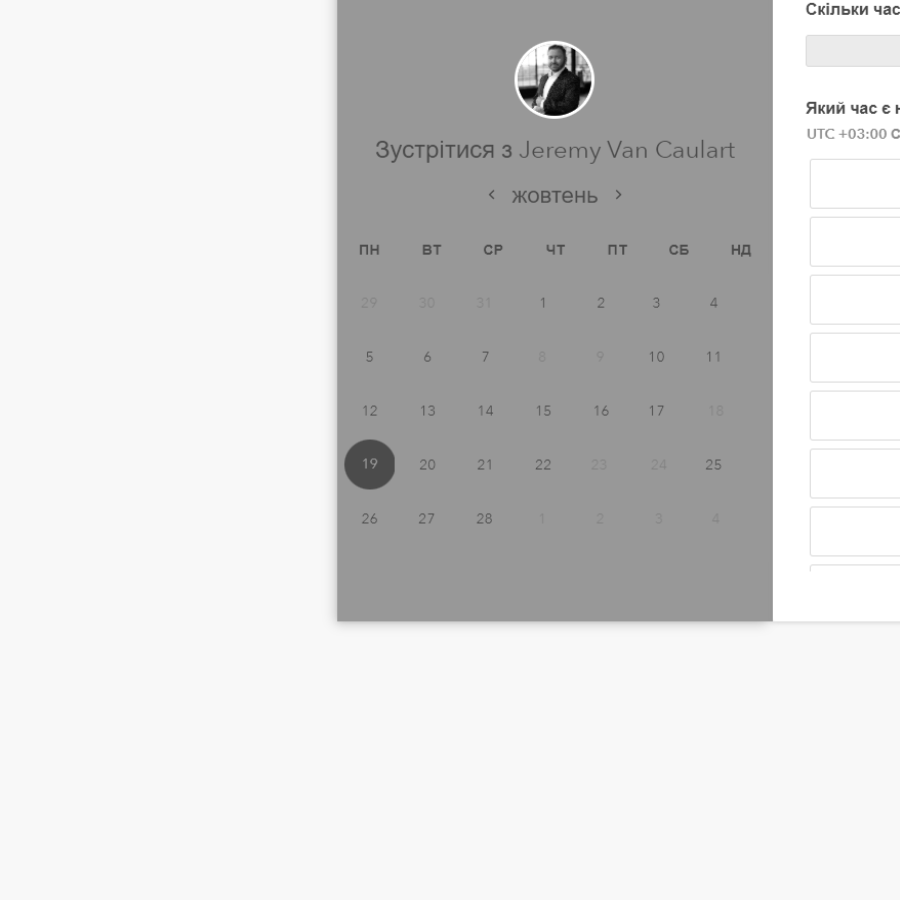 Скільки час
Який час є
UTC +03:00
Зустрітися з Jeremy Van Caulart
жовтень
ПН ВТ СР ЧТ ПТ СБ НД
29 30 31 1 2 3 4
5 6 7 8 9 10 11
12 13 14 15 16 17 18
19 20 21 22 23 24 25
26 27 28 1 2 3 4